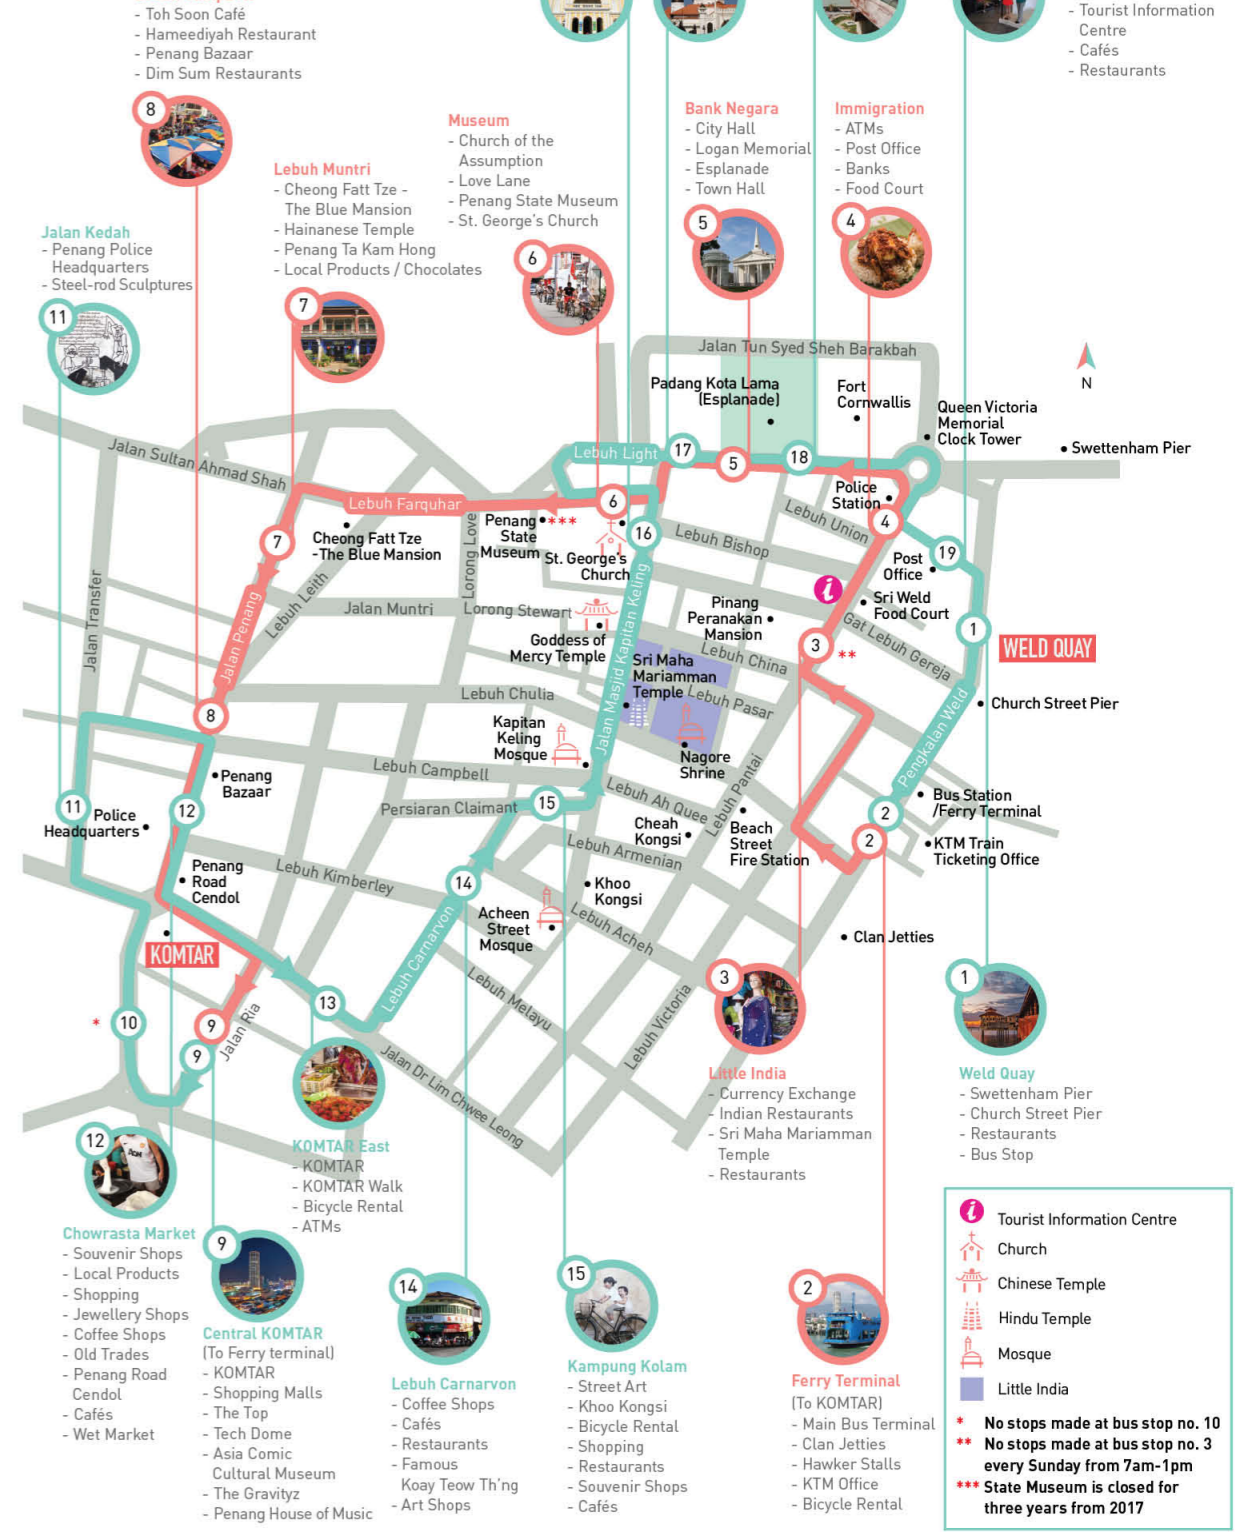 - Toh Soon Café
- Hameediyah Restaurant
- Penang Bazaar
- Dim Sum Restaurants
- Tourist Information
Centre
- Cafés
- Restaurants
8
Museum
- Church of the
Assumption
- Love Lane
- Penang State Museum
- St. George's Church
6
Bank Negara
- City Hall
- Logan Memorial
- Esplanade
- Town Hall
5
Immigration
- ATMs
- Post Office
- Banks
- Food Court
4
Lebuh Muntri
- Cheong Fatt Tze -
The Blue Mansion
- Hainanese Temple
- Penang Ta Kam Hong
- Local Products / Chocolates
7
Jalan Kedah
- Penang Police
Headquarters
- Steel-rod Sculptures
11
N
Jalan Tun Syed Sheh Barakbah
Padang Kota Lama
(Esplanade)
Fort
Cornwallis
Queen Victoria
Memorial
Clock Tower
Swettenham Pier
Jalan Sultan Ahmad Shah
Lebuh Light
17
5
18
Police
Station
Lebuh Farquhar
6
4
Lebuh Union
7
Cheong Fatt Tze
-The Blue Mansion
Lorong Love
Penang
State
Museum
***
St. George's
Church
16
Lebuh Bishop
Post
Office
19
Jalan Transfer
Jalan Penang
Lebuh Leith
Jalan Muntri
Lorong Stewart
Goddess of
Mercy Temple
Jalan Masjid Kapitan Keling
Pinang
Peranakan
Mansion
i
Sri Weld
Food Court
Gat Lebuh Gereja
3
**
1
WELD QUAY
Lebuh China
Sri Maha
Mariamman
Temple
Lebuh Pasar
Lebuh Chulia
8
Kapitan
Keling
Mosque
Nagore
Shrine
Church Street Pier
Pengkalan Weld
Penang
Bazaar
Lebuh Campbell
Persiaran Claimant
15
Lebuh Ah Quee
Lebuh Pantai
Bus Station
/Ferry Terminal
11
Police
Headquarters
12
Cheah
Kongsi
Beach
Street
Fire Station
2
2
KTM Train
Ticketing Office
Lebuh Armenian
Penang
Road
Cendol
Lebuh Kimberley
14
Khoo
Kongsi
Acheen
Street
Mosque
Lebuh Acheh
Clan Jetties
KOMTAR
Lebuh Carnarvon
Lebuh Melayu
Lebuh Victoria
*
10
9
9
Jalan Ria
13
Jalan Dr Lim Chwee Leong
3
Little India
- Currency Exchange
- Indian Restaurants
- Sri Maha Mariamman
Temple
- Restaurants
1
Weld Quay
- Swettenham Pier
- Church Street Pier
- Restaurants
- Bus Stop
KOMTAR East
- KOMTAR
- KOMTAR Walk
- Bicycle Rental
- ATMs
12
AON
Chowrasta Market
- Souvenir Shops
- Local Products
- Shopping
- Jewellery Shops
- Coffee Shops
- Old Trades
- Penang Road
Cendol
- Cafés
- Wet Market
9
Central KOMTAR
(To Ferry terminal)
- KOMTAR
- Shopping Malls
- The Top
- Tech Dome
- Asia Comic
Cultural Museum
- The Gravityz
- Penang House of Music
14
Lebuh Carnarvon
- Coffee Shops
- Cafés
- Restaurants
- Famous
Koay Teow Th'ng
- Art Shops
15
Kampung Kolam
- Street Art
- Khoo Kongsi
- Bicycle Rental
- Shopping
- Restaurants
- Souvenir Shops
- Cafés
2
Ferry Terminal
(To KOMTAR)
- Main Bus Terminal
- Clan Jetties
- Hawker Stalls
- KTM Office
- Bicycle Rental
i Tourist Information Centre
Church
Chinese Temple
Hindu Temple
Mosque
Little India
* No stops made at bus stop no. 10
** No stops made at bus stop no. 3
every Sunday from 7am-1pm
*** State Museum is closed for
three years from 2017